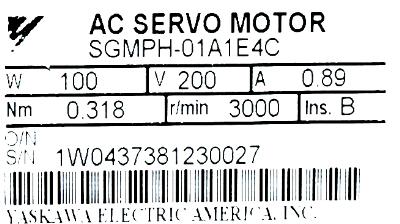 AC SERVO MOTOR
SGMPH-01A1E4C
W 100 V 200 A 0.89
Nm 0.318 r/min 3000 Ins. B
O/N
S/N 1W0437381230027
YASKAWA ELECTRIC AMERICA, INC.